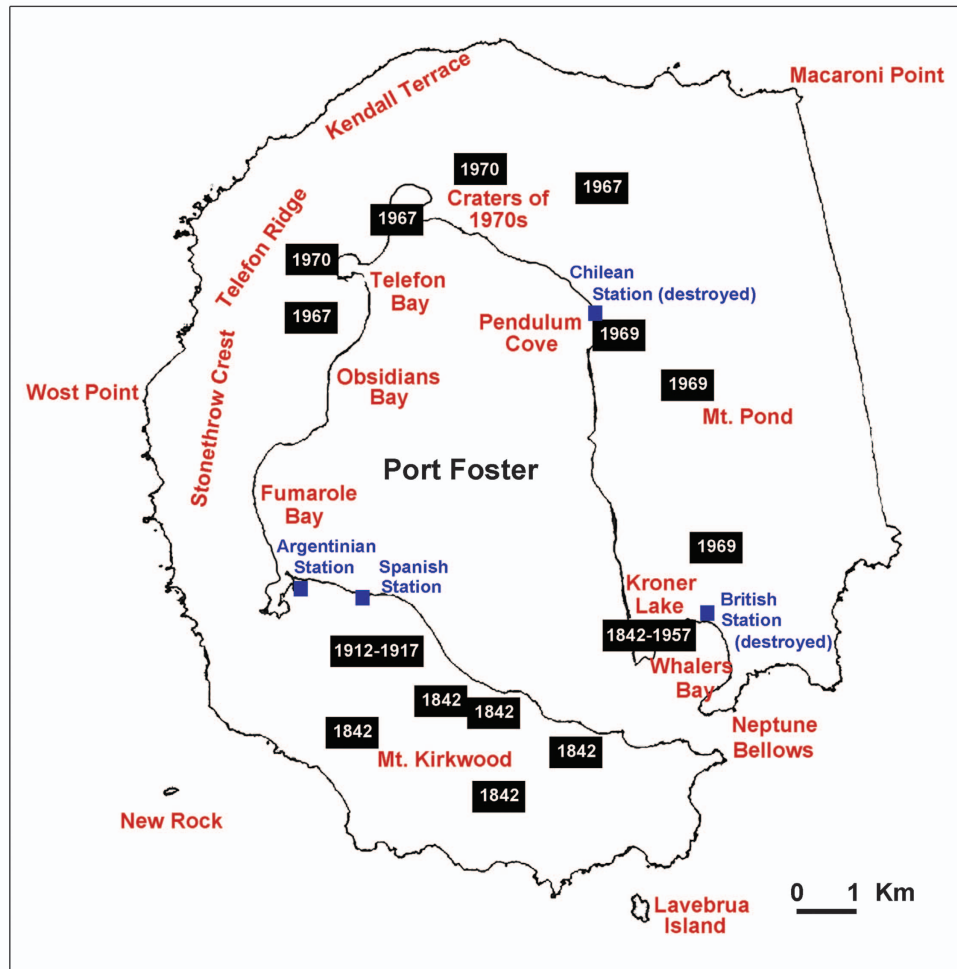 Macaroni Point
Kendall Terrace
1970
1967
Craters of
1970s
1967
Telefon Ridge
1970
Telefon
Bay
Chilean
Station (destroyed)
1967
Pendulum
Cove
1969
Stonethrow Crest
Obsidians
Bay
Wost Point
1969
Mt. Pond
Port Foster
Fumarole
Bay
Argentinian
Station
Spanish
Station
1969
Kroner
Lake
British
Station
(destroyed)
1842-1957
Whalers
Bay
1912-1917
1842
1842
1842
Mt. Kirkwood
1842
Neptune
Bellows
1842
New Rock
Lavebrua
Island
0 1 Km